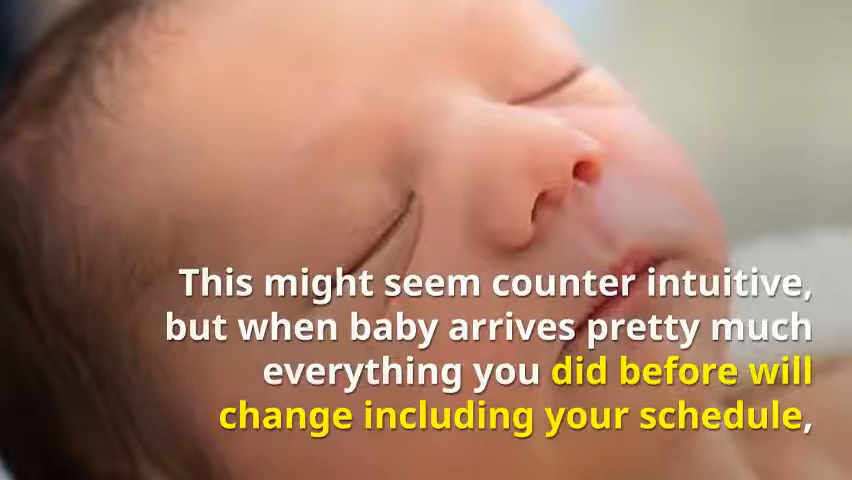 This might seem counter intuitive,
but when baby arrives pretty much
everything you did before will
change including your schedule,